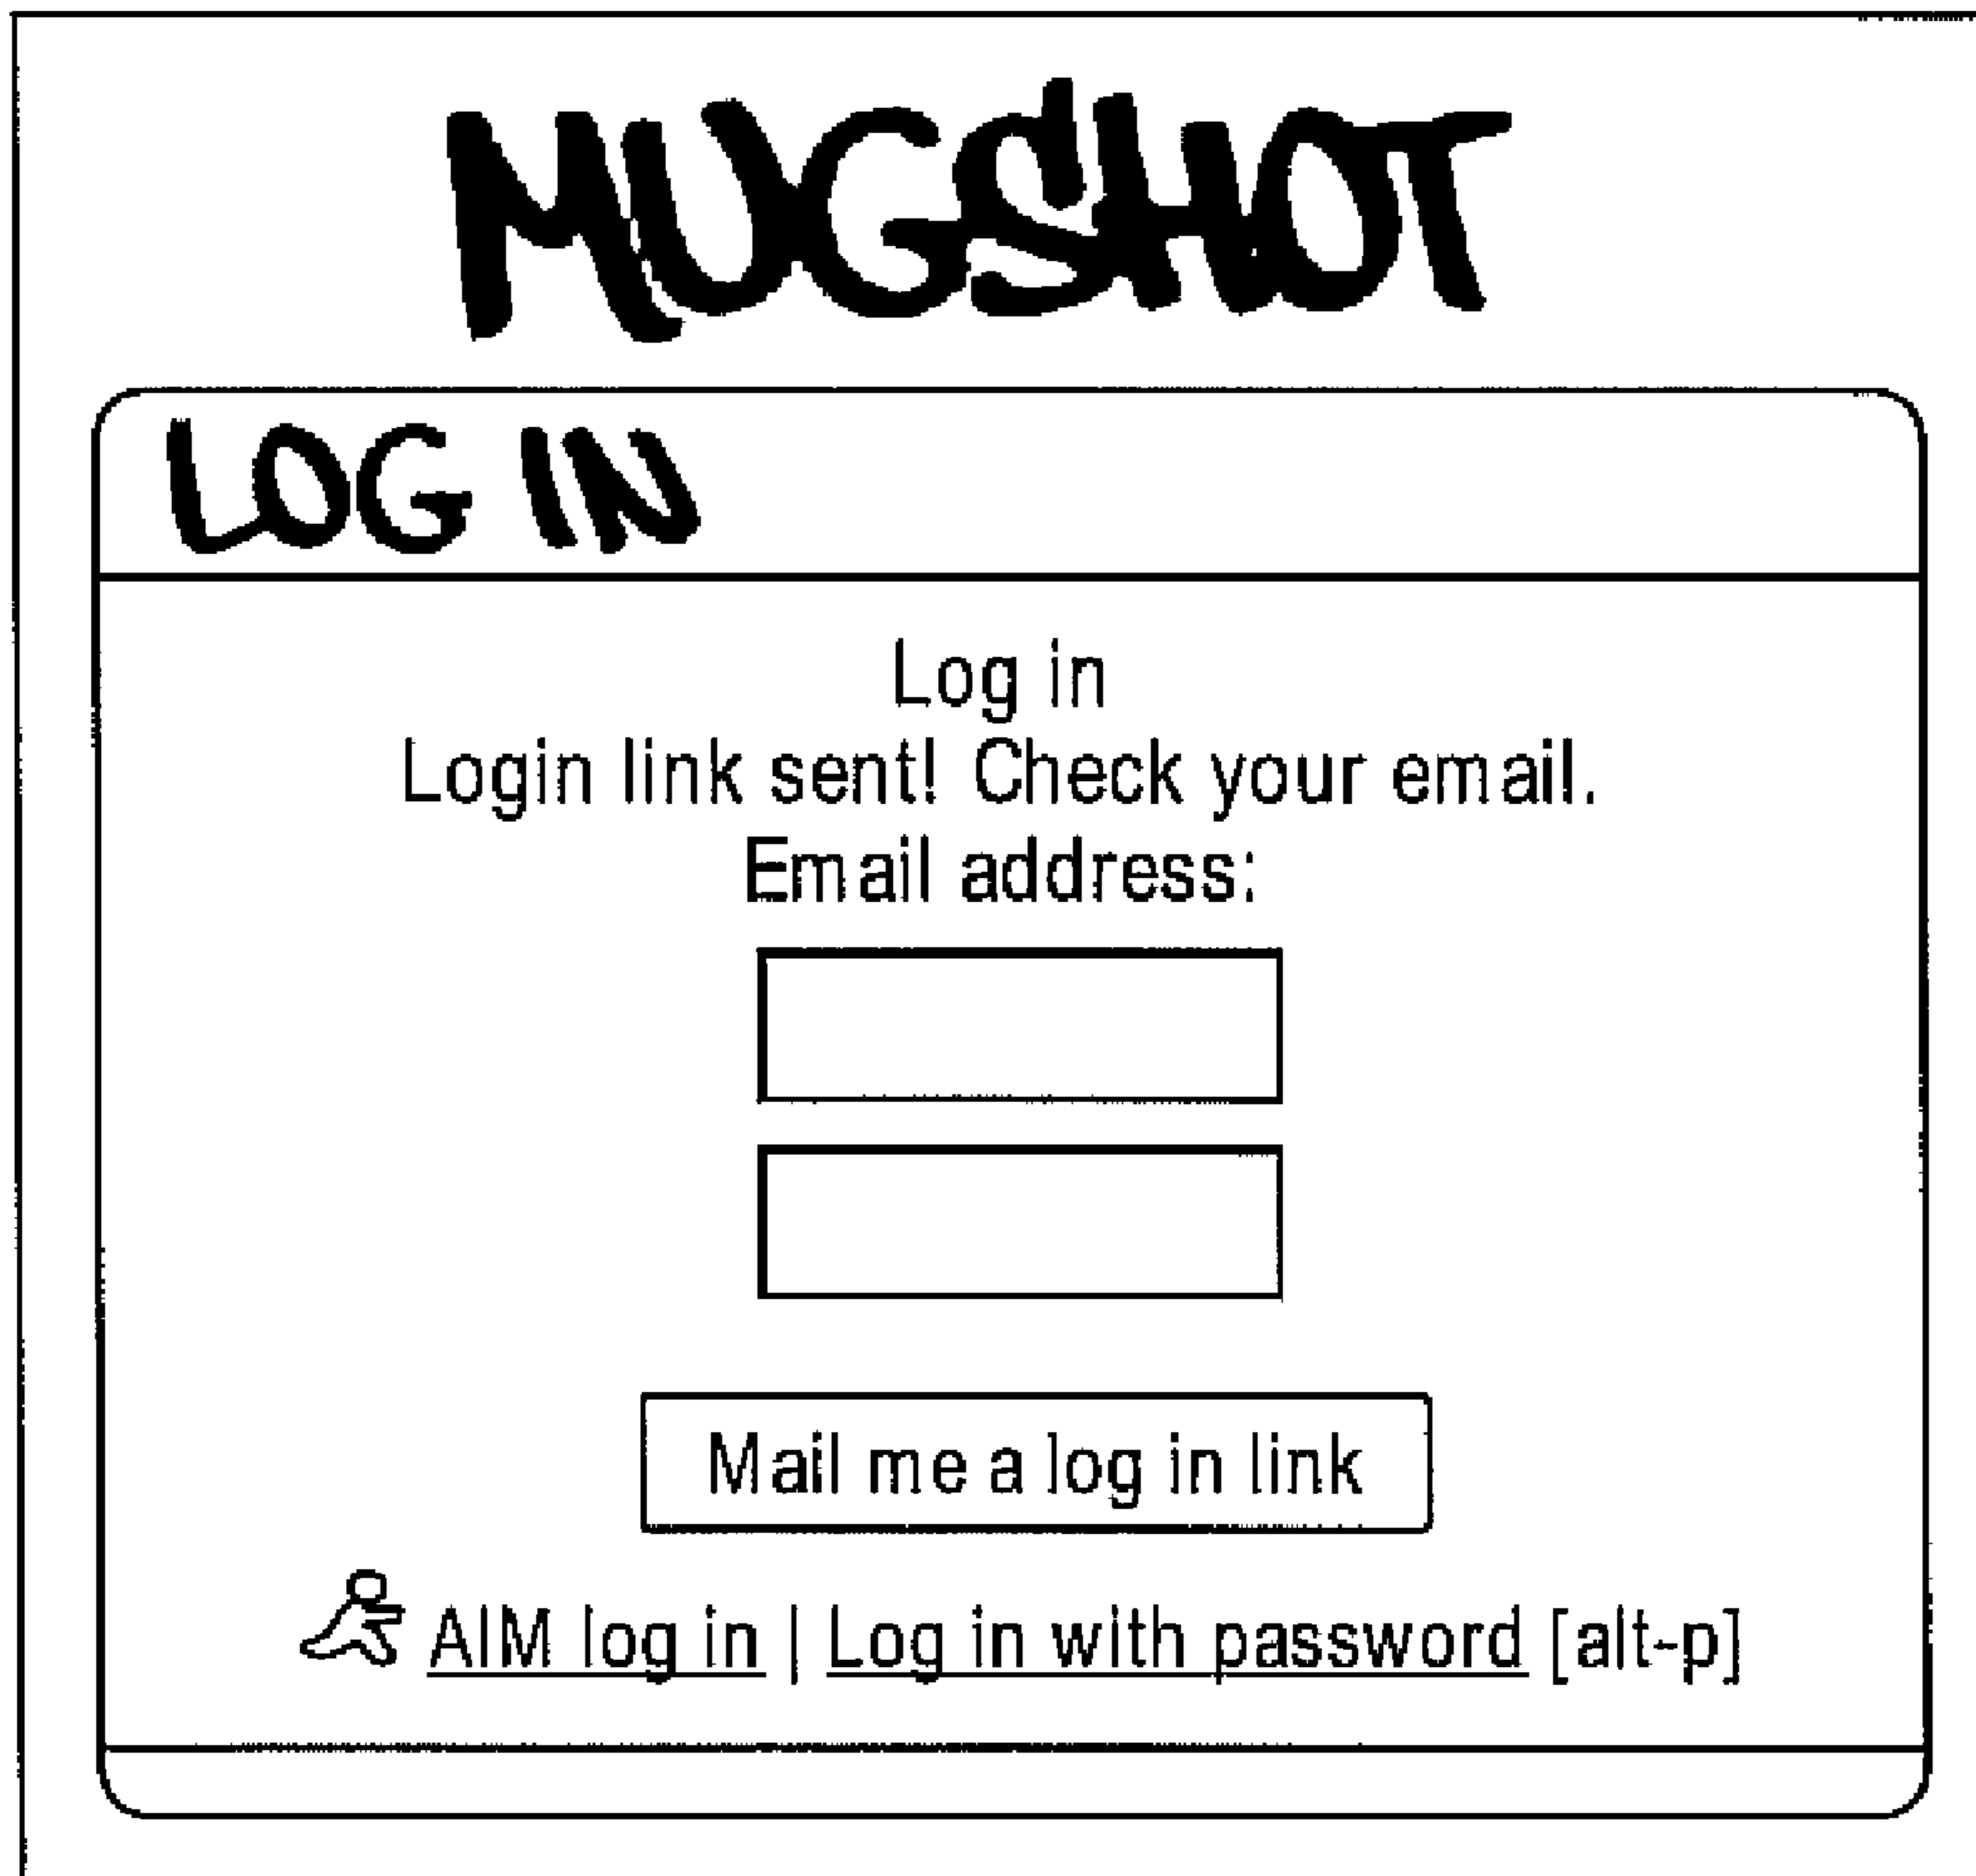 MUGSHOT
LOG IN
Log in
Login link sent! Check your email.
Email address:
Mail me a log in link
AIM log in | Log in with password [alt-p]